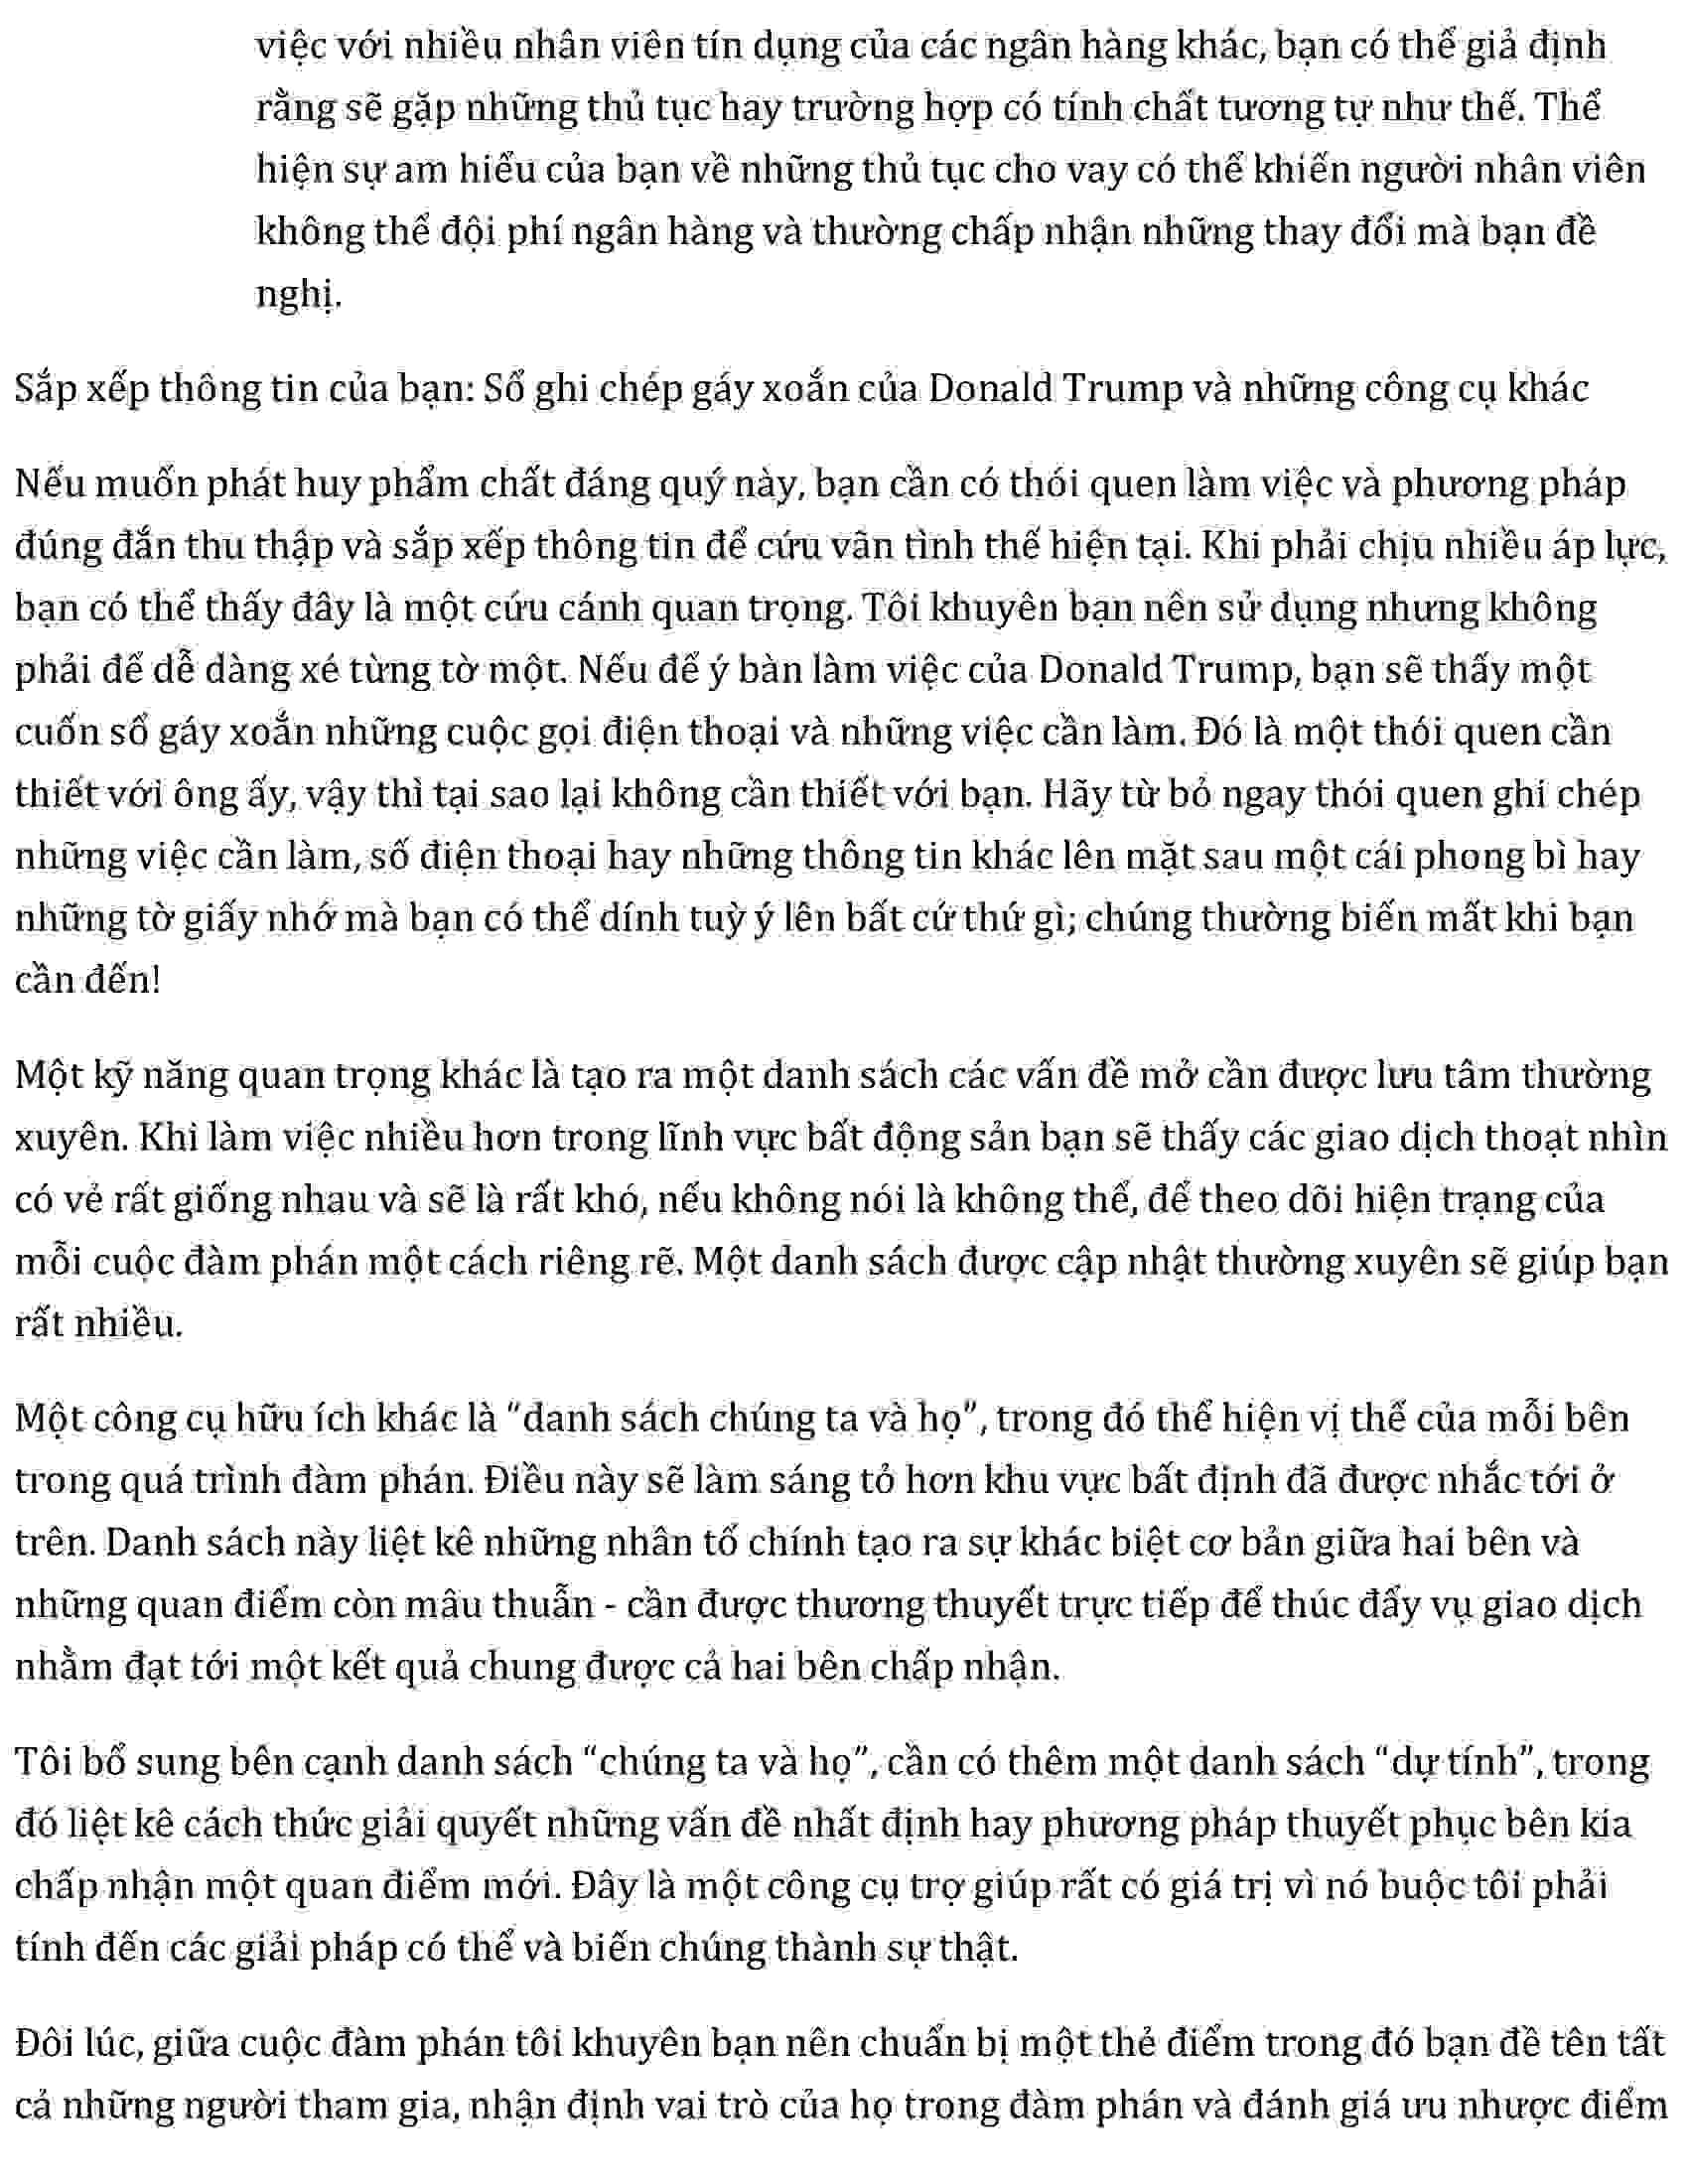 việc với nhiều nhân viên tín dụng của các ngân hàng khác, bạn có thể giả định
rằng sẽ gặp những thủ tục hay trường hợp có tính chất tương tự như thế. Thể
hiện sự am hiểu của bạn về những thủ tục cho vay có thể khiến người nhân viên
không thể đội phí ngân hàng và thường chấp nhận những thay đổi mà bạn đề
nghị.
Sắp xếp thông tin của bạn: Sổ ghi chép gáy xoắn của Donald Trump và những công cụ khác
Nếu muốn phát huy phẩm chất đáng quý này, bạn cần có thói quen làm việc và phương pháp
đúng đắn thu thập và sắp xếp thông tin để cứu vãn tình thế hiện tại. Khi phải chịu nhiều áp lực,
bạn có thể thấy đây là một cứu cánh quan trọng. Tôi khuyên bạn nên sử dụng nhưng không
phải để dễ dàng xé từng tờ một. Nếu để ý bàn làm việc của Donald Trump, bạn sẽ thấy một
cuốn sổ gáy xoắn những cuộc gọi điện thoại và những việc cần làm. Đó là một thói quen cần
thiết với ông ấy, vậy thì tại sao lại không cần thiết với bạn. Hãy từ bỏ ngay thói quen ghi chép
những việc cần làm, số điện thoại hay những thông tin khác lên mặt sau một cái phong bì hay
những tờ giấy nhớ mà bạn có thể dính tuỳ ý lên bất cứ thứ gì; chúng thường biến mất khi bạn
cần đến!
Một kỹ năng quan trọng khác là tạo ra một danh sách các vấn đề mở cần được lưu tâm thường
xuyên. Khi làm việc nhiều hơn trong lĩnh vực bất động sản bạn sẽ thấy các giao dịch thoạt nhìn
có vẻ rất giống nhau và sẽ là rất khó, nếu không nói là không thể, để theo dõi hiện trạng của
mỗi cuộc đàm phán một cách riêng rẽ. Một danh sách được cập nhật thường xuyên sẽ giúp bạn
rất nhiều.
Một công cụ hữu ích khác là “danh sách chúng ta và họ”, trong đó thể hiện vị thế của mỗi bên
trong quá trình đàm phán. Điều này sẽ làm sáng tỏ hơn khu vực bất định đã được nhắc tới ở
trên. Danh sách này liệt kê những nhân tố chính tạo ra sự khác biệt cơ bản giữa hai bên và
những quan điểm còn mâu thuẫn - cần được thương thuyết trực tiếp để thúc đẩy vụ giao dịch
nhằm đạt tới một kết quả chung được cả hai bên chấp nhận.
Tôi bổ sung bên cạnh danh sách “chúng ta và họ”, cần có thêm một danh sách “dự tính”, trong
đó liệt kê cách thức giải quyết những vấn đề nhất định hay phương pháp thuyết phục bên kia
chấp nhận một quan điểm mới. Đây là một công cụ trợ giúp rất có giá trị vì nó buộc tôi phải
tính đến các giải pháp có thể và biến chúng thành sự thật.
Đôi lúc, giữa cuộc đàm phán tôi khuyên bạn nên chuẩn bị một thẻ điểm trong đó bạn đề tên tất
cả những người tham gia, nhận định vai trò của họ trong đàm phán và đánh giá ưu nhược điểm